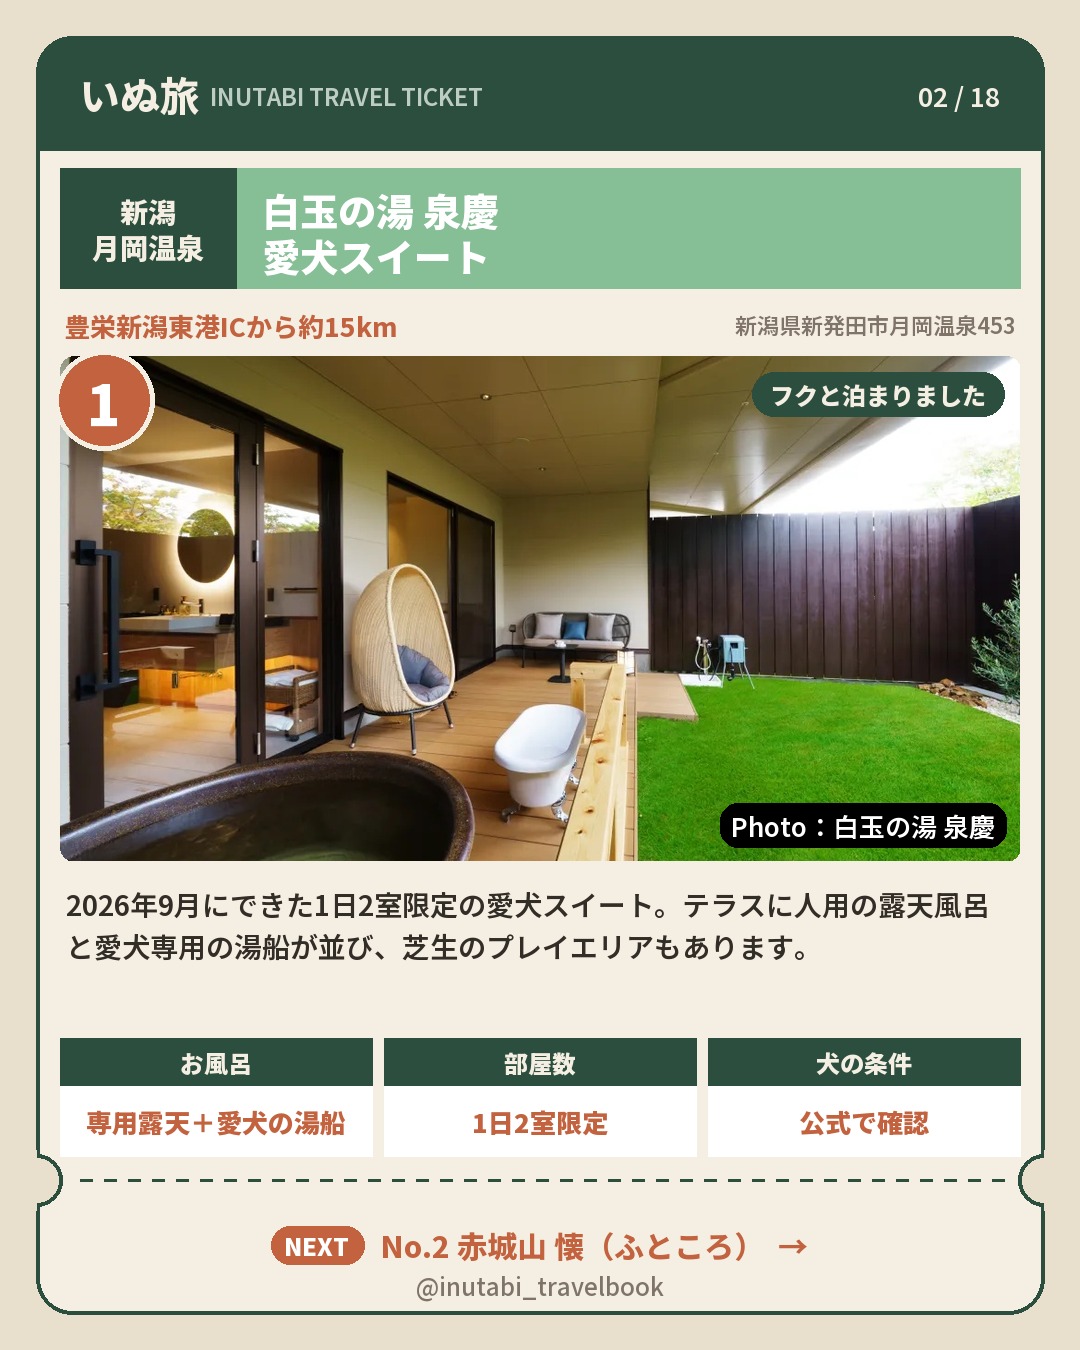 いぬ旅 INUTABI TRAVEL TICKET
02 / 18
新潟
月岡温泉
白玉の湯 泉慶
愛犬スイート
豊栄新潟東港ICから約15km
新潟県新発田市月岡温泉453
1
フクと泊まりました
Photo：白玉の湯 泉慶
2026年9月にできた1日2室限定の愛犬スイート。テラスに人用の露天風呂
と愛犬専用の湯船が並び、芝生のプレイエリアもあります。
お風呂
専用露天＋愛犬の湯船
部屋数
1日2室限定
犬の条件
公式で確認
NEXT No.2 赤城山 懐（ふところ） →
@inutabi_travelbook